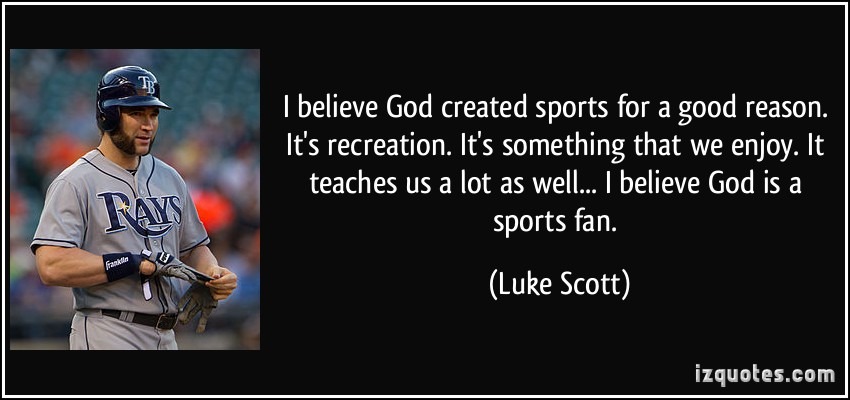 TB
RAYS
franklin
I believe God created sports for a good reason.
It's recreation. It's something that we enjoy. It
teaches us a lot as well... I believe God is a
sports fan.
(Luke Scott)
izquotes.com